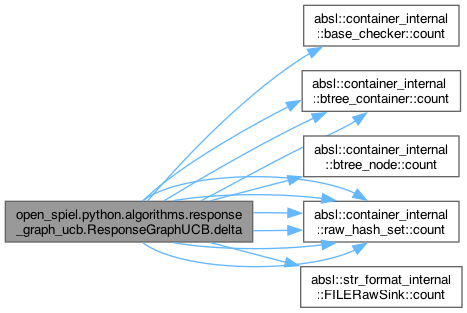 absl::container_internal
::base_checker::count
absl::container_internal
::btree_container::count
absl::container_internal
::btree_node::count
open_spiel.python.algorithms.response
_graph_ucb.ResponseGraphUCB.delta
absl::container_internal
::raw_hash_set::count
absl::str_format_internal
::FILERawSink::count